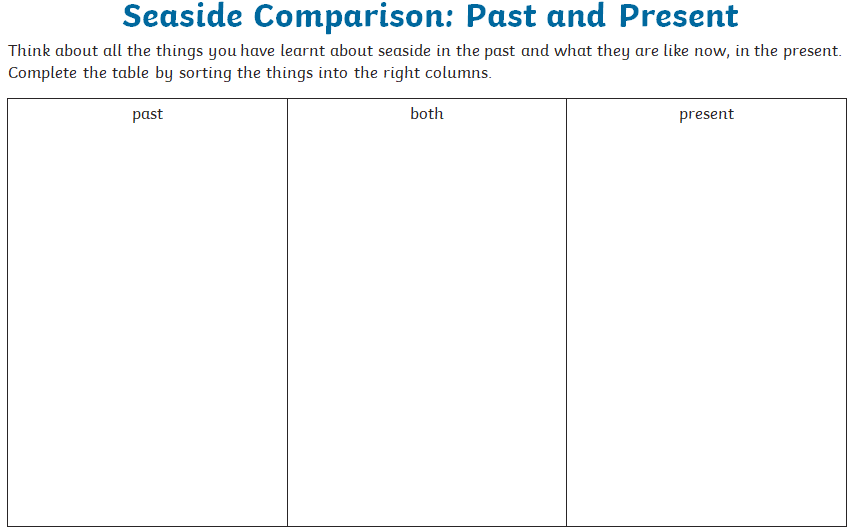 Seaside Comparison: Past and Present
Think about all the things you have learnt about seaside in the past and what they are like now, in the present.
Complete the table by sorting the things into the right columns.
past both present